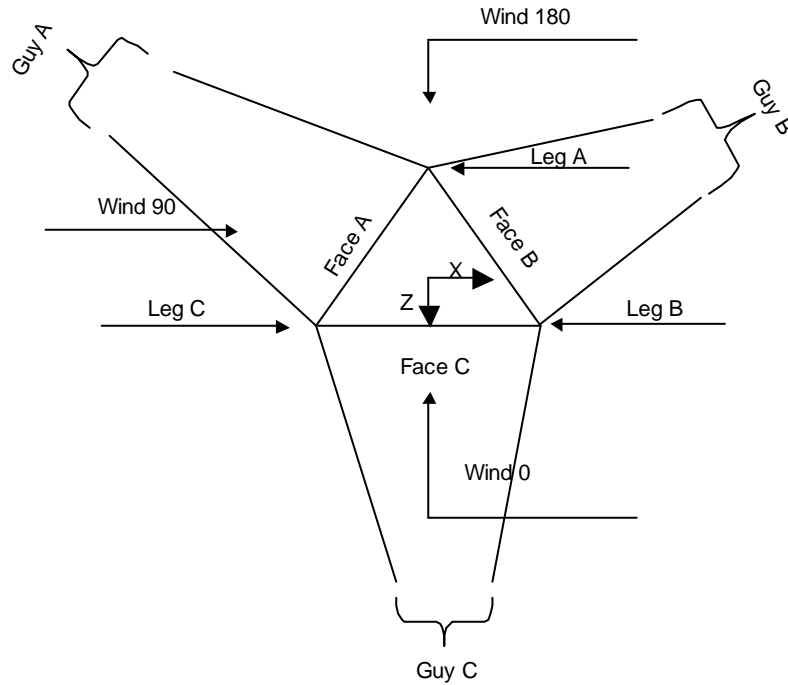 Wind 180
Guy A
Guy B
Leg A
Wind 90
Face A
Face B
X
Z
Leg C
Leg B
Face C
Wind 0
Guy C